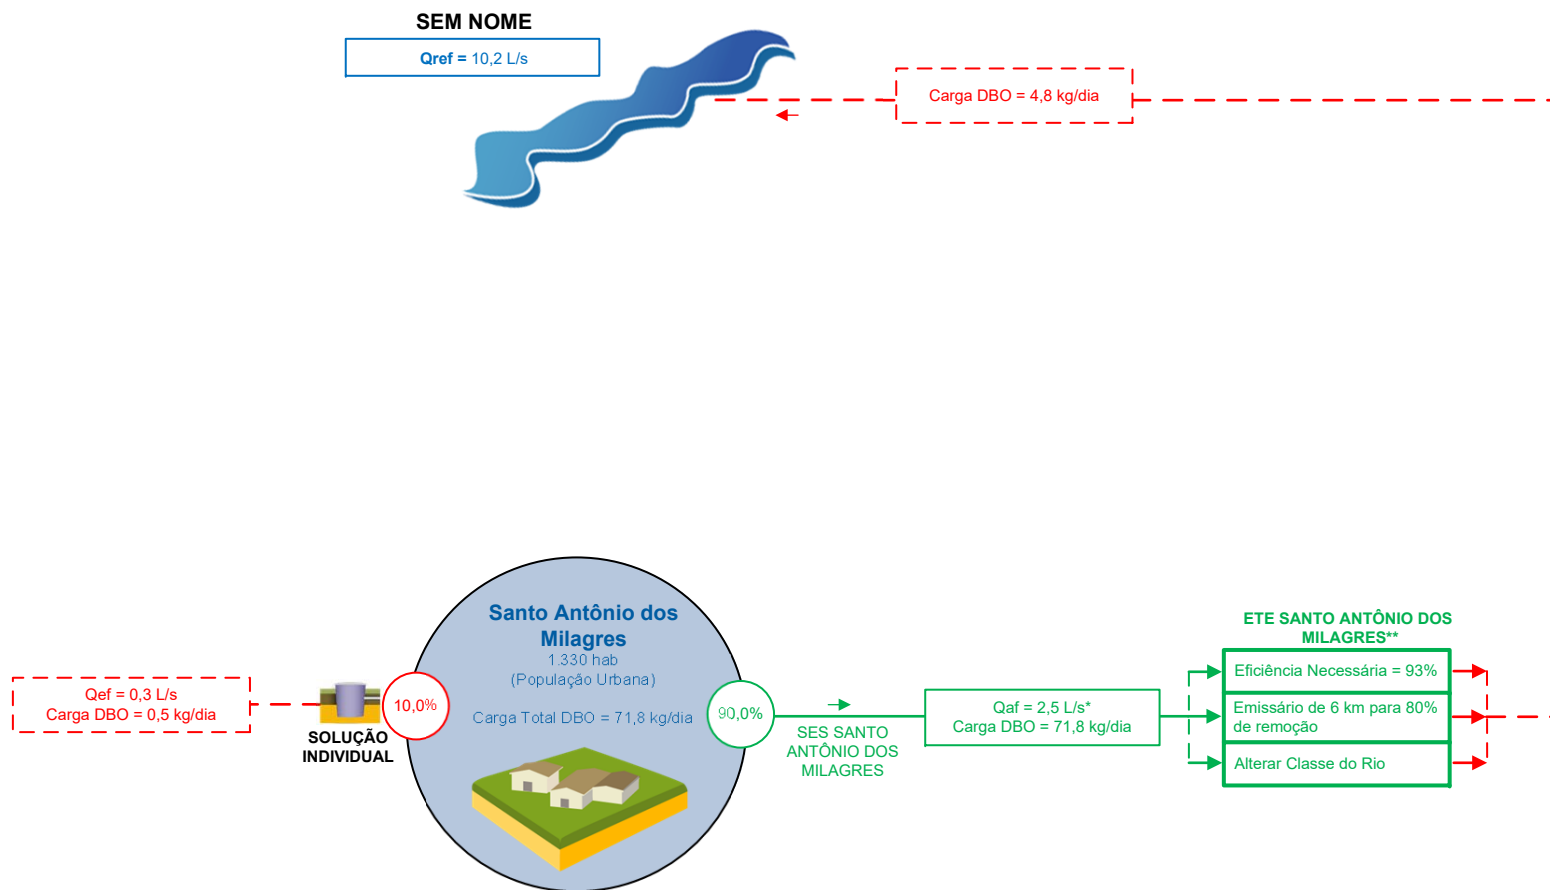 SEM NOME
Qref = 10,2 L/s
Carga DBO = 4,8 kg/dia
Santo Antônio dos
Milagres
1.330 hab
(População Urbana)
Carga Total DBO = 71,8 kg/dia
Qef = 0,3 L/s
Carga DBO = 0,5 kg/dia
SOLUÇÃO
INDIVIDUAL
10,0%
90,0%
SES SANTO
ANTÔNIO DOS
MILAGRES
Qaf = 2,5 L/s*
Carga DBO = 71,8 kg/dia
ETE SANTO ANTÔNIO DOS
MILAGRES**
Eficiência Necessária = 93%
Emissário de 6 km para 80%
de remoção
Alterar Classe do Rio